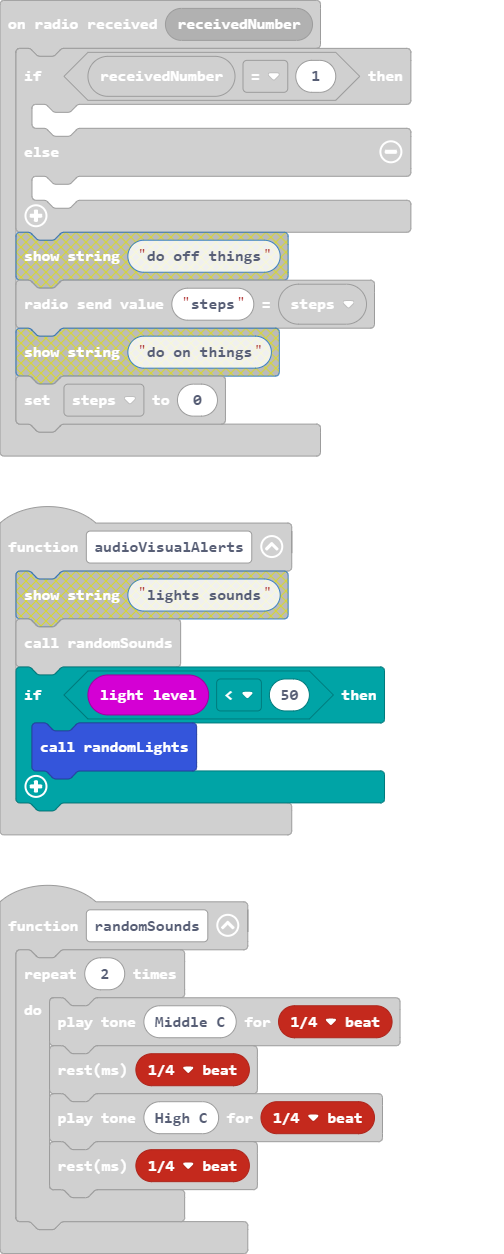 on radio received receivedNumber
if receivedNumber = 1 then
else
show string "do off things"
radio send value "steps" = steps
show string "do on things"
set steps to 0
function audioVisualAlerts
show string "lights sounds"
call randomSounds
if light level < 50 then
call randomLights
function randomSounds
repeat 2 times
do
play tone Middle C for 1/4 beat
rest(ms) 1/4 beat
play tone High C for 1/4 beat
rest(ms) 1/4 beat